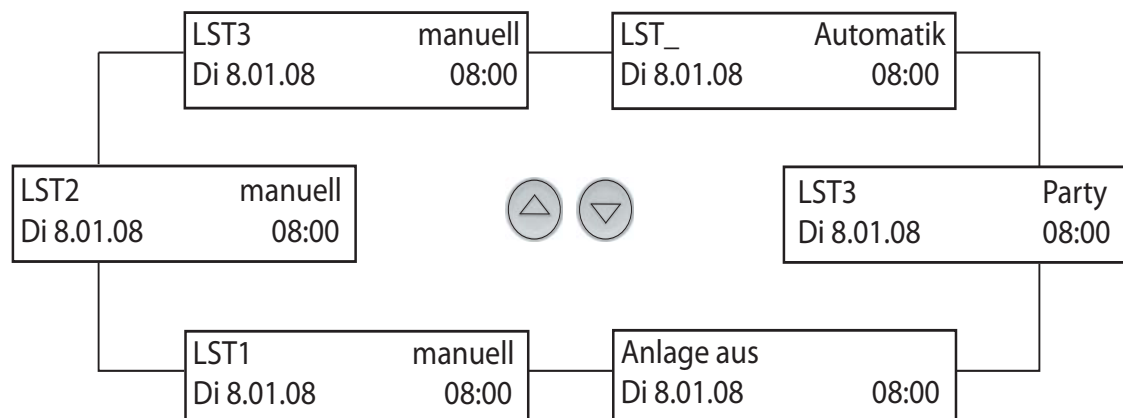 LST3 manuell
Di 8.01.08 08:00
LST_ Automatik
Di 8.01.08 08:00
LST2 manuell
Di 8.01.08 08:00
LST3 Party
Di 8.01.08 08:00
LST1 manuell
Di 8.01.08 08:00
Anlage aus
Di 8.01.08 08:00